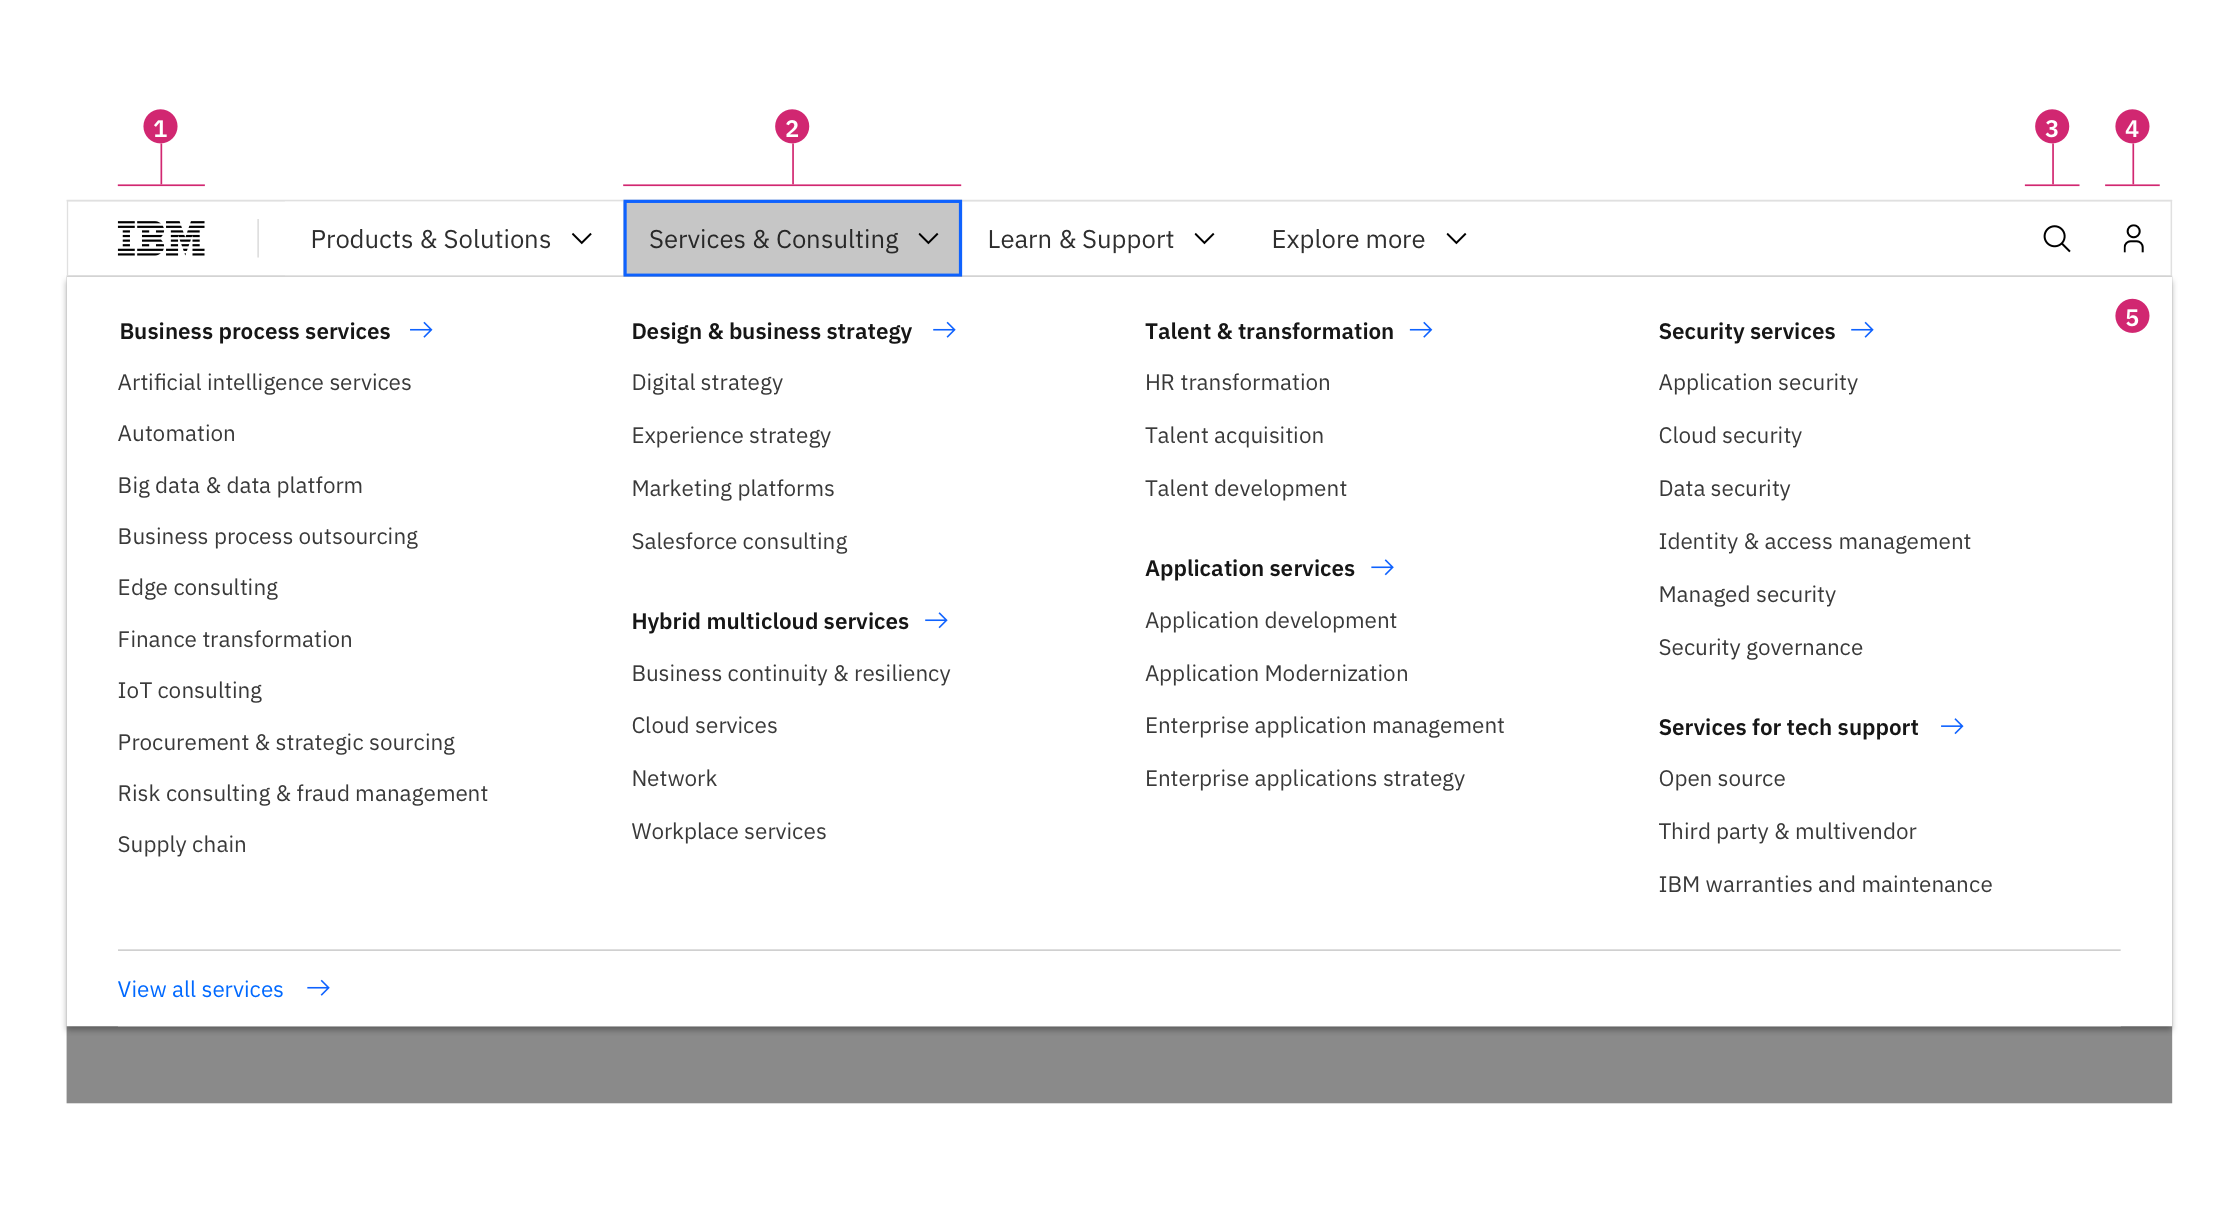 1
2
3
4
IBM
Products & Solutions
Services & Consulting
Learn & Support
Explore more
5
Business process services
Artificial intelligence services
Automation
Big data & data platform
Business process outsourcing
Edge consulting
Finance transformation
IoT consulting
Procurement & strategic sourcing
Risk consulting & fraud management
Supply chain
Design & business strategy
Digital strategy
Experience strategy
Marketing platforms
Salesforce consulting
Hybrid multicloud services
Business continuity & resiliency
Cloud services
Network
Workplace services
Talent & transformation
HR transformation
Talent acquisition
Talent development
Application services
Application development
Application Modernization
Enterprise application management
Enterprise applications strategy
Security services
Application security
Cloud security
Data security
Identity & access management
Managed security
Security governance
Services for tech support
Open source
Third party & multivendor
IBM warranties and maintenance
View all services